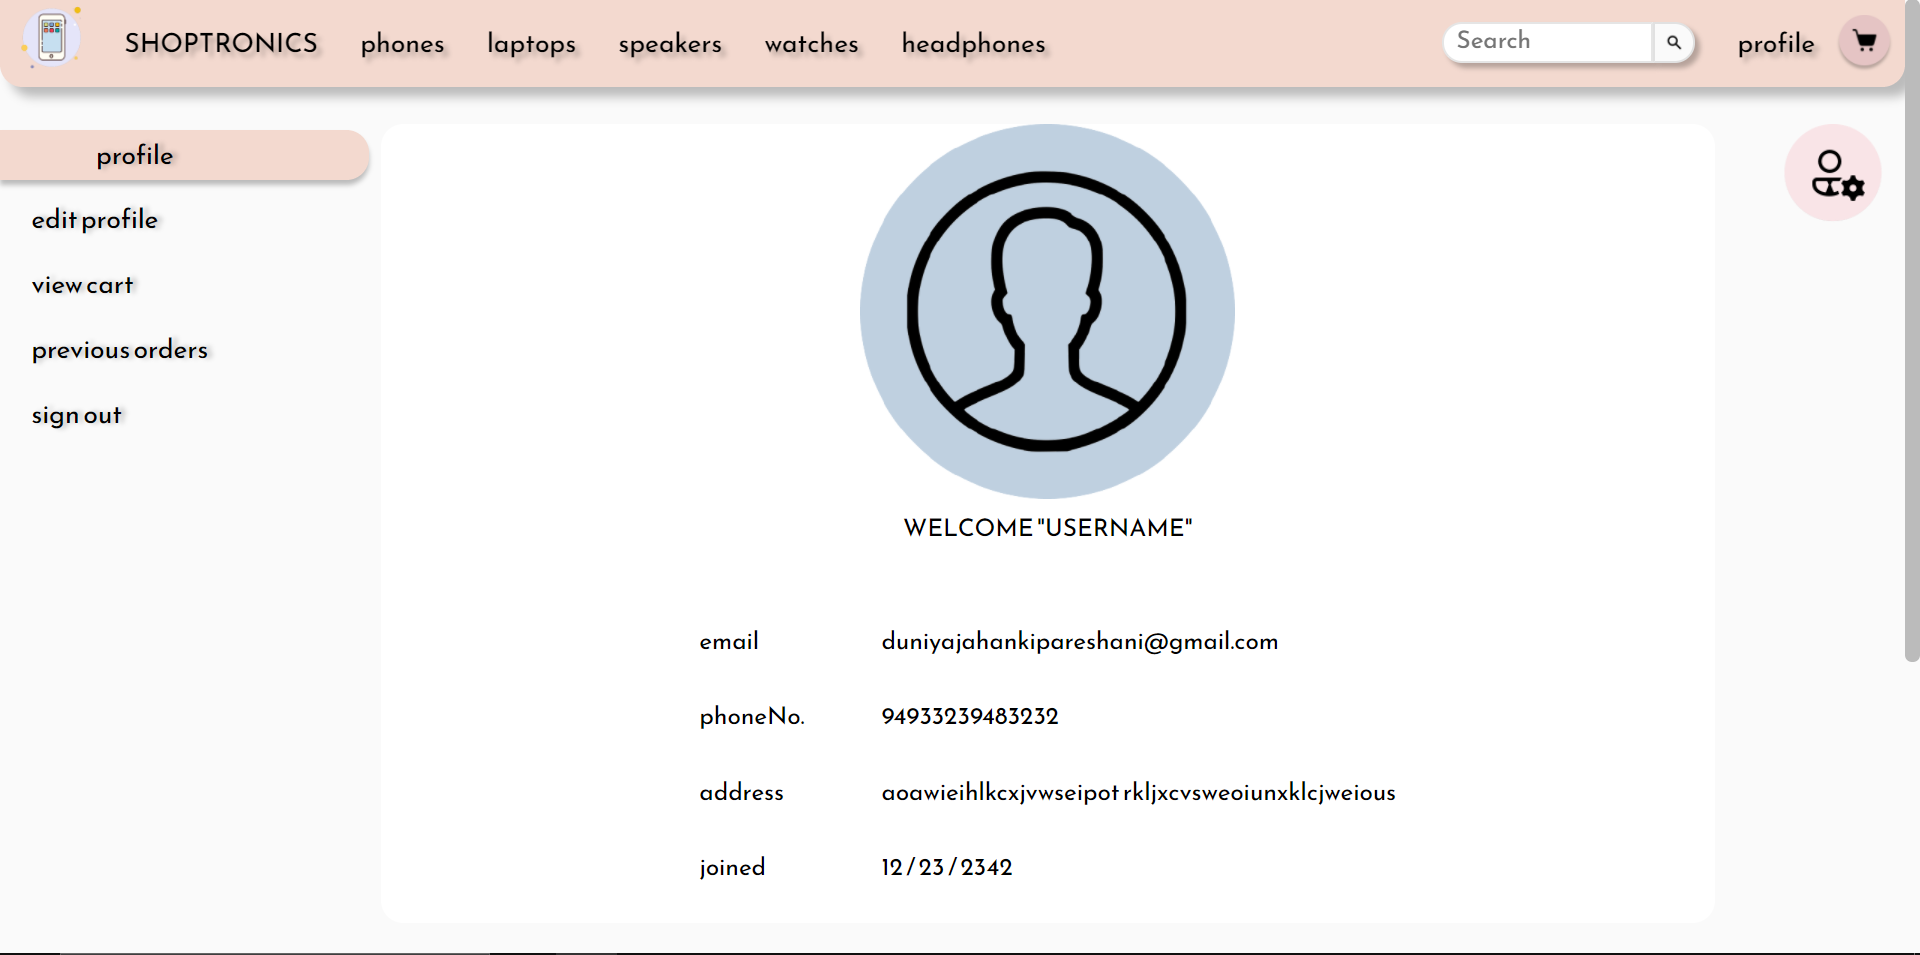 SHOPTRONICS phones laptops speakers watches headphones Search profile
profile
edit profile
view cart
previous orders
sign out
WELCOME "USERNAME"
email duniyajahankipareshani@gmail.com
phoneNo. 94933239483232
address aoawieihlkcxjvwseipot rkljxcvsweoiunxklcjweious
joined 12 / 23 / 2342